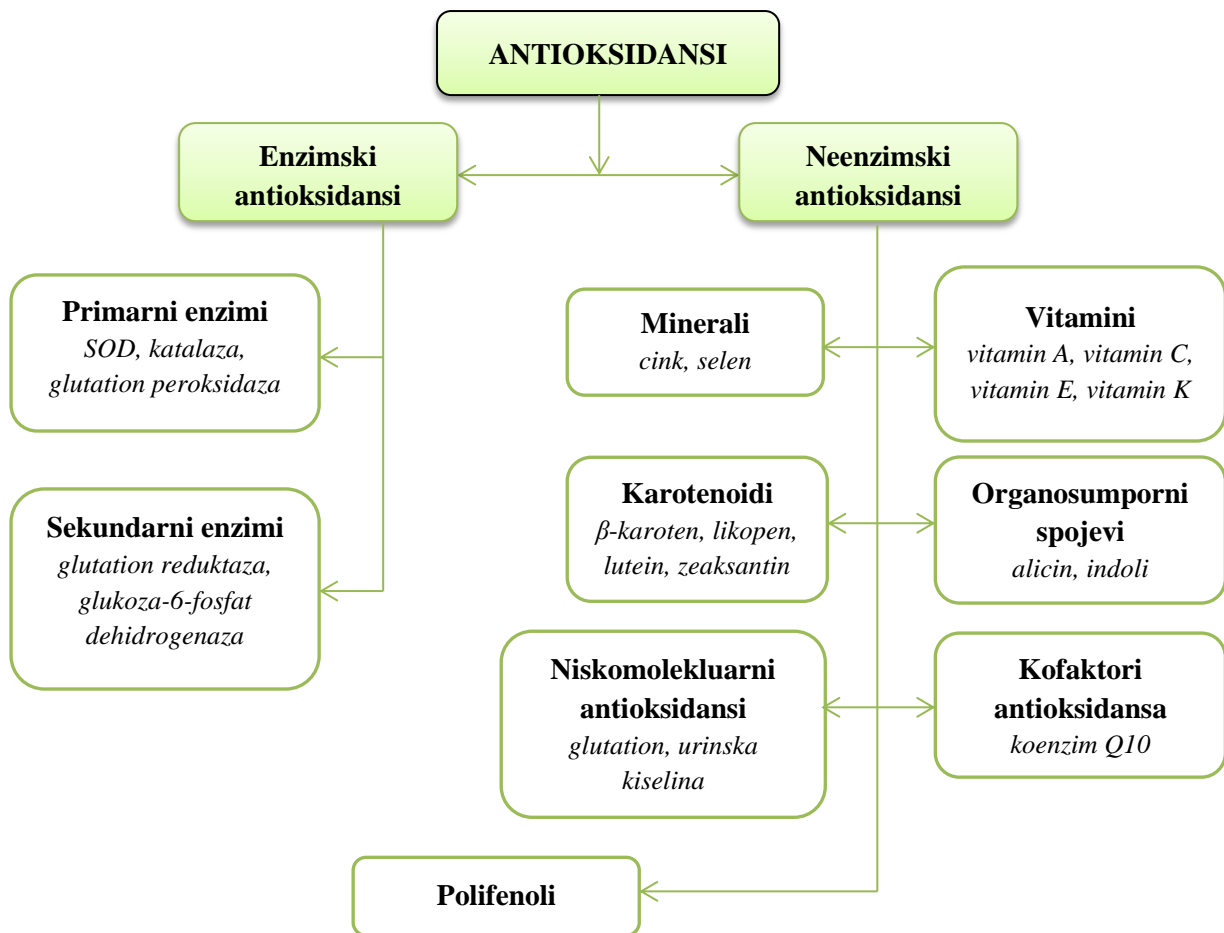 ANTIOKSIDANSI
Enzimski
antioksidansi
Neenzimski
antioksidansi
Primarni enzimi
SOD, katalaza,
glutation peroksidaza
Sekundarni enzimi
glutation reduktaza,
glukoza-6-fosfat
dehidrogenaza
Minerali
cink, selen
Vitamini
vitamin A, vitamin C,
vitamin E, vitamin K
Karotenoidi
β-karoten, likopen,
lutein, zeaksantin
Organosumporni
spojevi
alicin, indoli
Niskomolekluarni
antioksidansi
glutation, urinska
kiselina
Kofaktori
antioksidansa
koenzim Q10
Polifenoli